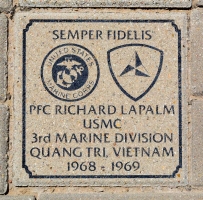 'SEMPER FIDELIS'
UNITED STATES
MARINE CORPS
PFC RICHARD LAPALM
USMC
3rd MARINE DIVISION
QUANG TRI, VIETNAM
1968 - 1969